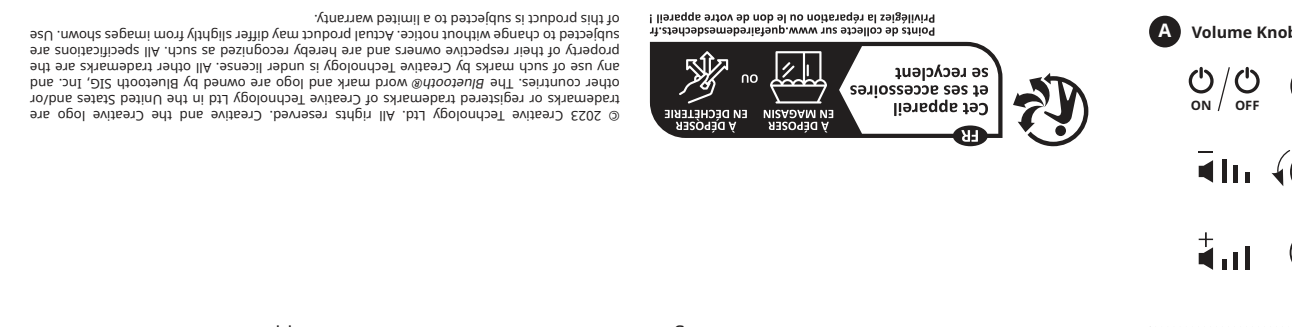 © 2023 Creative Technology Ltd. All rights reserved. Creative and the Creative logo are
trademarks or registered trademarks of Creative Technology Ltd in the United States and/or
other countries. The Bluetooth® word mark and logo are owned by Bluetooth SIG, Inc. and
any use of such marks by Creative Technology is under license. All other trademarks are the
property of their respective owners and are hereby recognized as such. All specifications are
subjected to change without notice. Actual product may differ slightly from images shown. Use
of this product is subjected to a limited warranty.
FR
Cet appareil
et ses accessoires
se recyclent
À DÉPOSER
EN MAGASIN
OU
À DÉPOSER
EN DÉCHÈTERIE
Points de collecte sur www.quefairedemesdechets.fr
Privilégiez la réparation ou le don de votre appareil !
A Volume Knob
ON / OFF